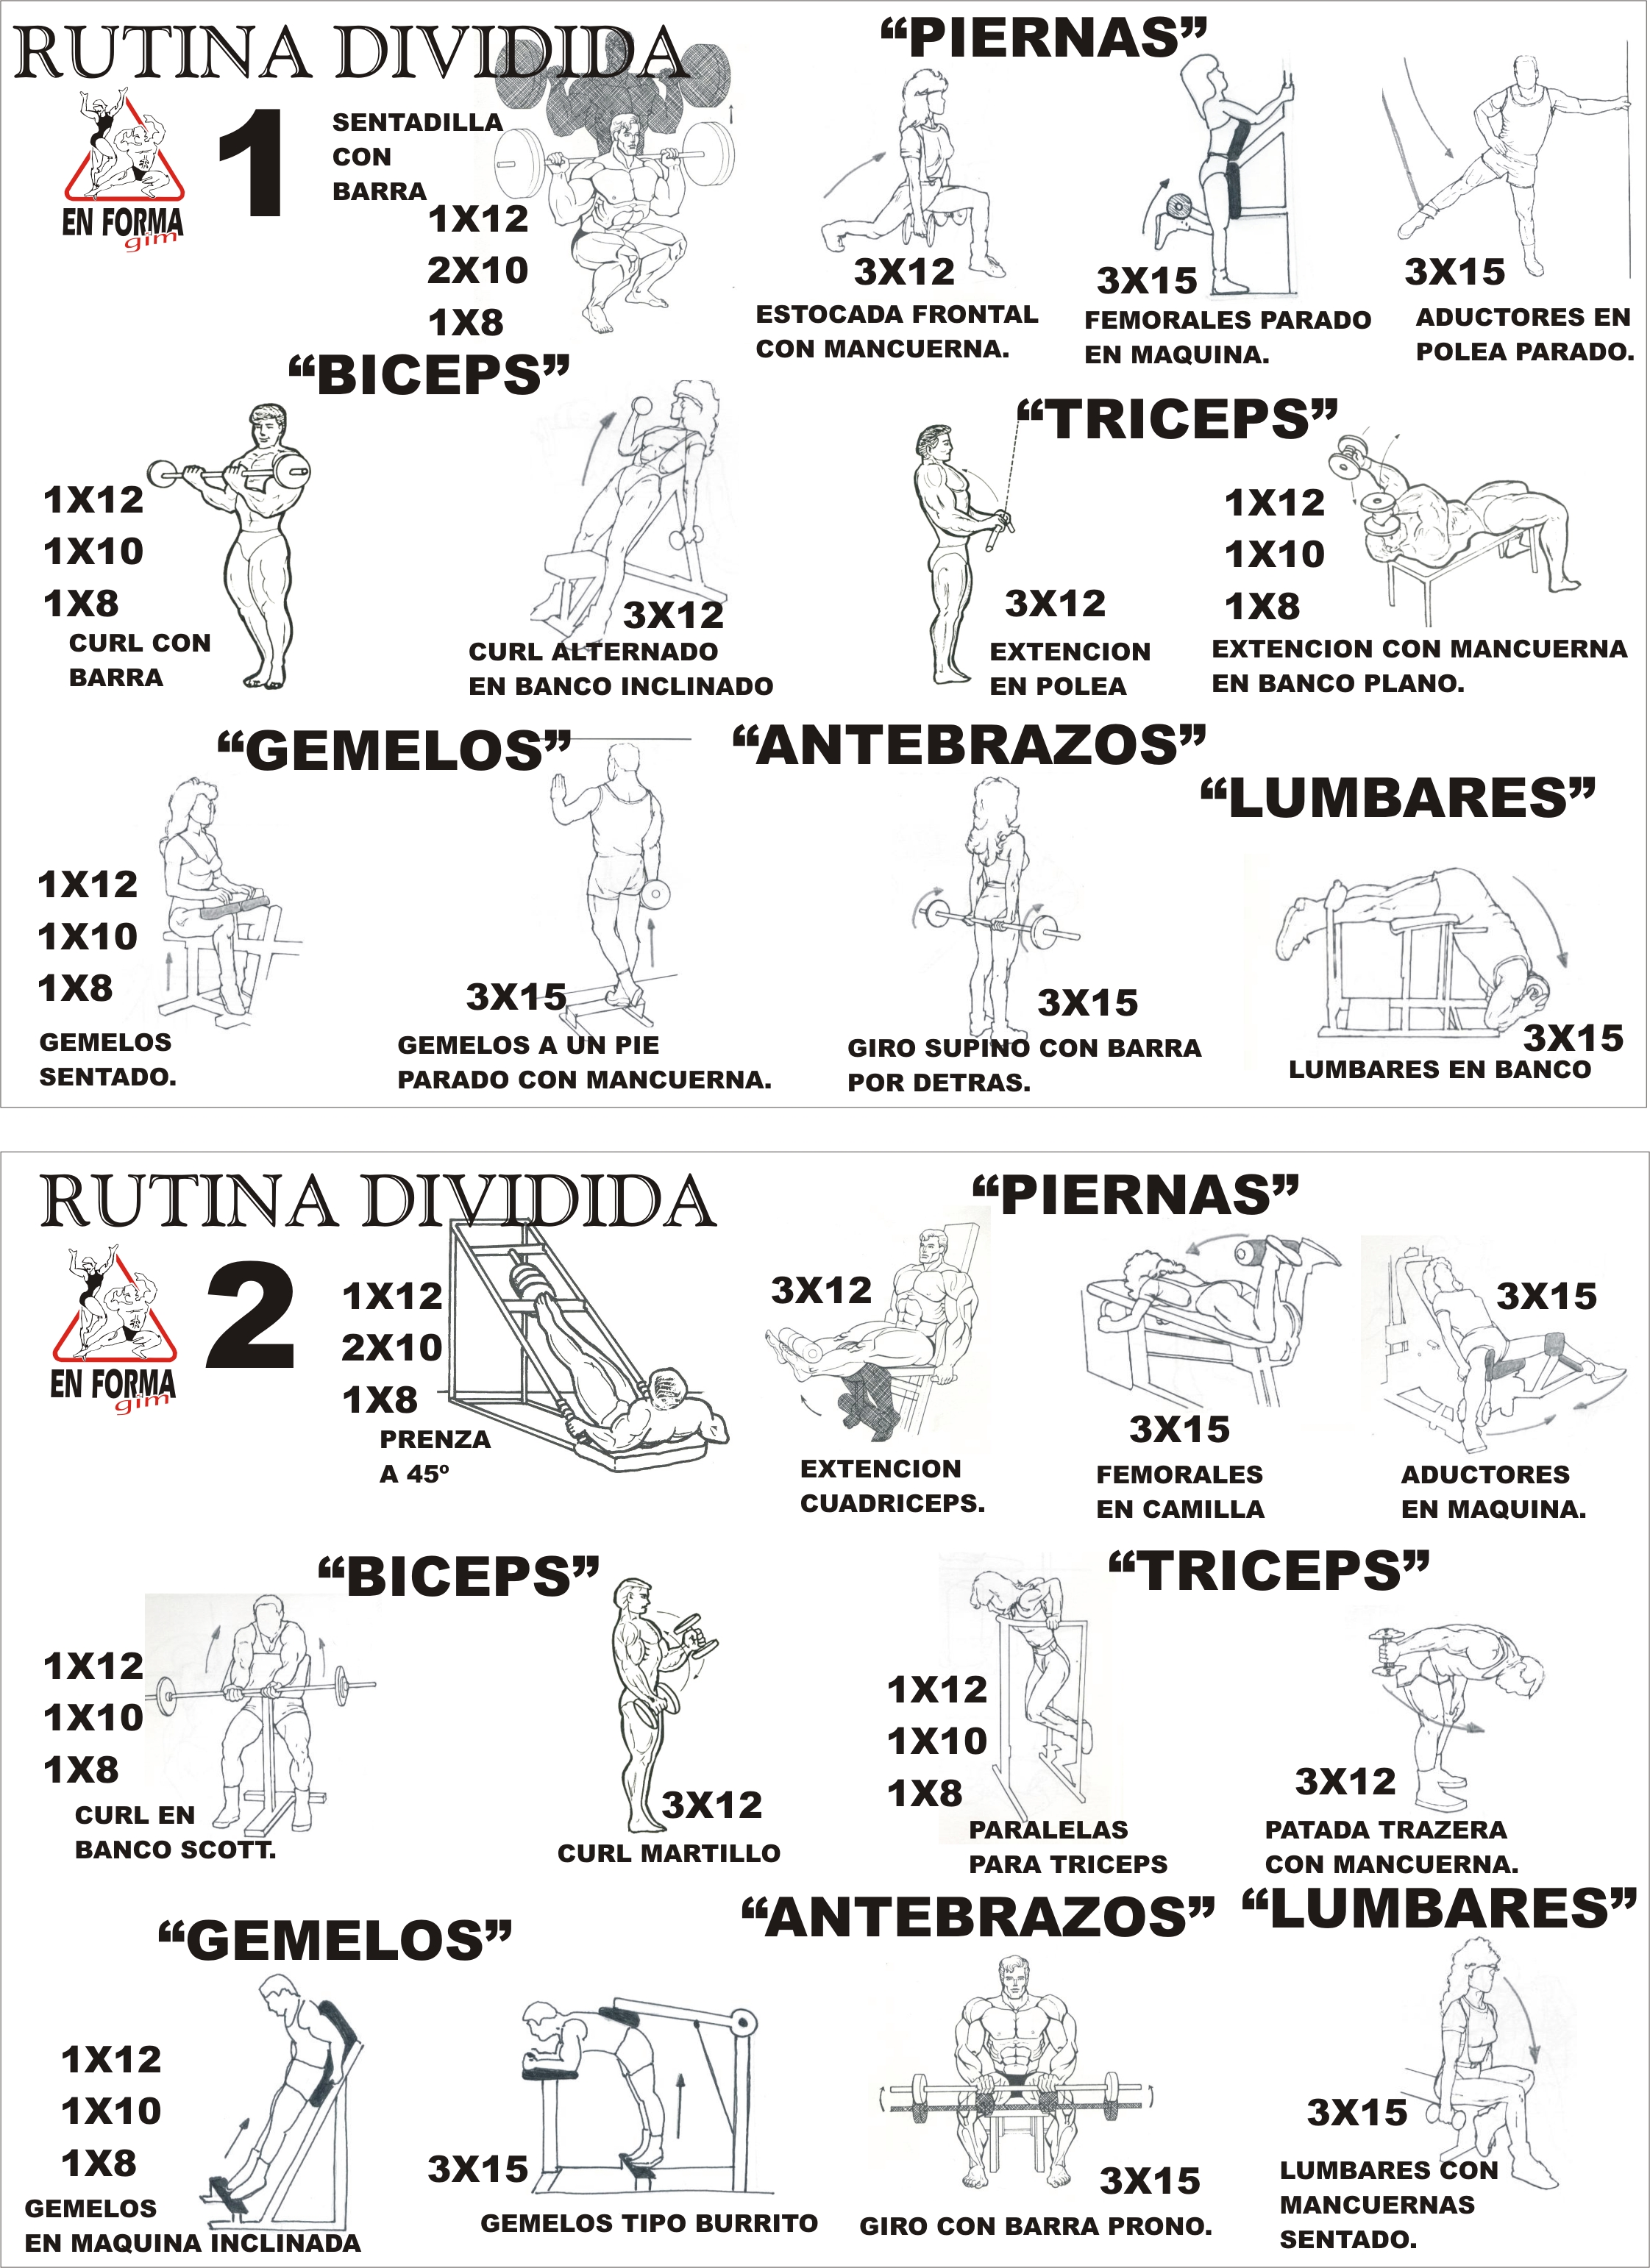 RUTINA DIVIDIDA
1
EN FORMA
gim
SENTADILLA
CON
BARRA
1X12
2X10
1X8
“PIERNAS”
3X12
ESTOCADA FRONTAL
CON MANCUERNA.
3X15
FEMORALES PARADO
EN MAQUINA.
3X15
ADUCTORES EN
POLEA PARADO.
“BICEPS”
1X12
1X10
1X8
CURL CON
BARRA
3X12
CURL ALTERNADO
EN BANCO INCLINADO
“TRICEPS”
3X12
EXTENCION
EN POLEA
1X12
1X10
1X8
EXTENCION CON MANCUERNA
EN BANCO PLANO.
“GEMELOS”
1X12
1X10
1X8
GEMELOS
SENTADO.
3X15
GEMELOS A UN PIE
PARADO CON MANCUERNA.
“ANTEBRAZOS”
3X15
GIRO SUPINO CON BARRA
POR DETRAS.
“LUMBARES”
3X15
LUMBARES EN BANCO
RUTINA DIVIDIDA
2
EN FORMA
gim
1X12
2X10
1X8
PRENZA
A 45º
“PIERNAS”
3X12
EXTENCION
CUADRICEPS.
3X15
FEMORALES
EN CAMILLA
3X15
ADUCTORES
EN MAQUINA.
“BICEPS”
1X12
1X10
1X8
CURL EN
BANCO SCOTT.
3X12
CURL MARTILLO
“TRICEPS”
1X12
1X10
1X8
PARALELAS
PARA TRICEPS
3X12
PATADA TRAZERA
CON MANCUERNA.
“GEMELOS”
1X12
1X10
1X8
GEMELOS
EN MAQUINA INCLINADA
3X15
GEMELOS TIPO BURRITO
“ANTEBRAZOS”
3X15
GIRO CON BARRA PRONO.
“LUMBARES”
3X15
LUMBARES CON
MANCUERNAS
SENTADO.